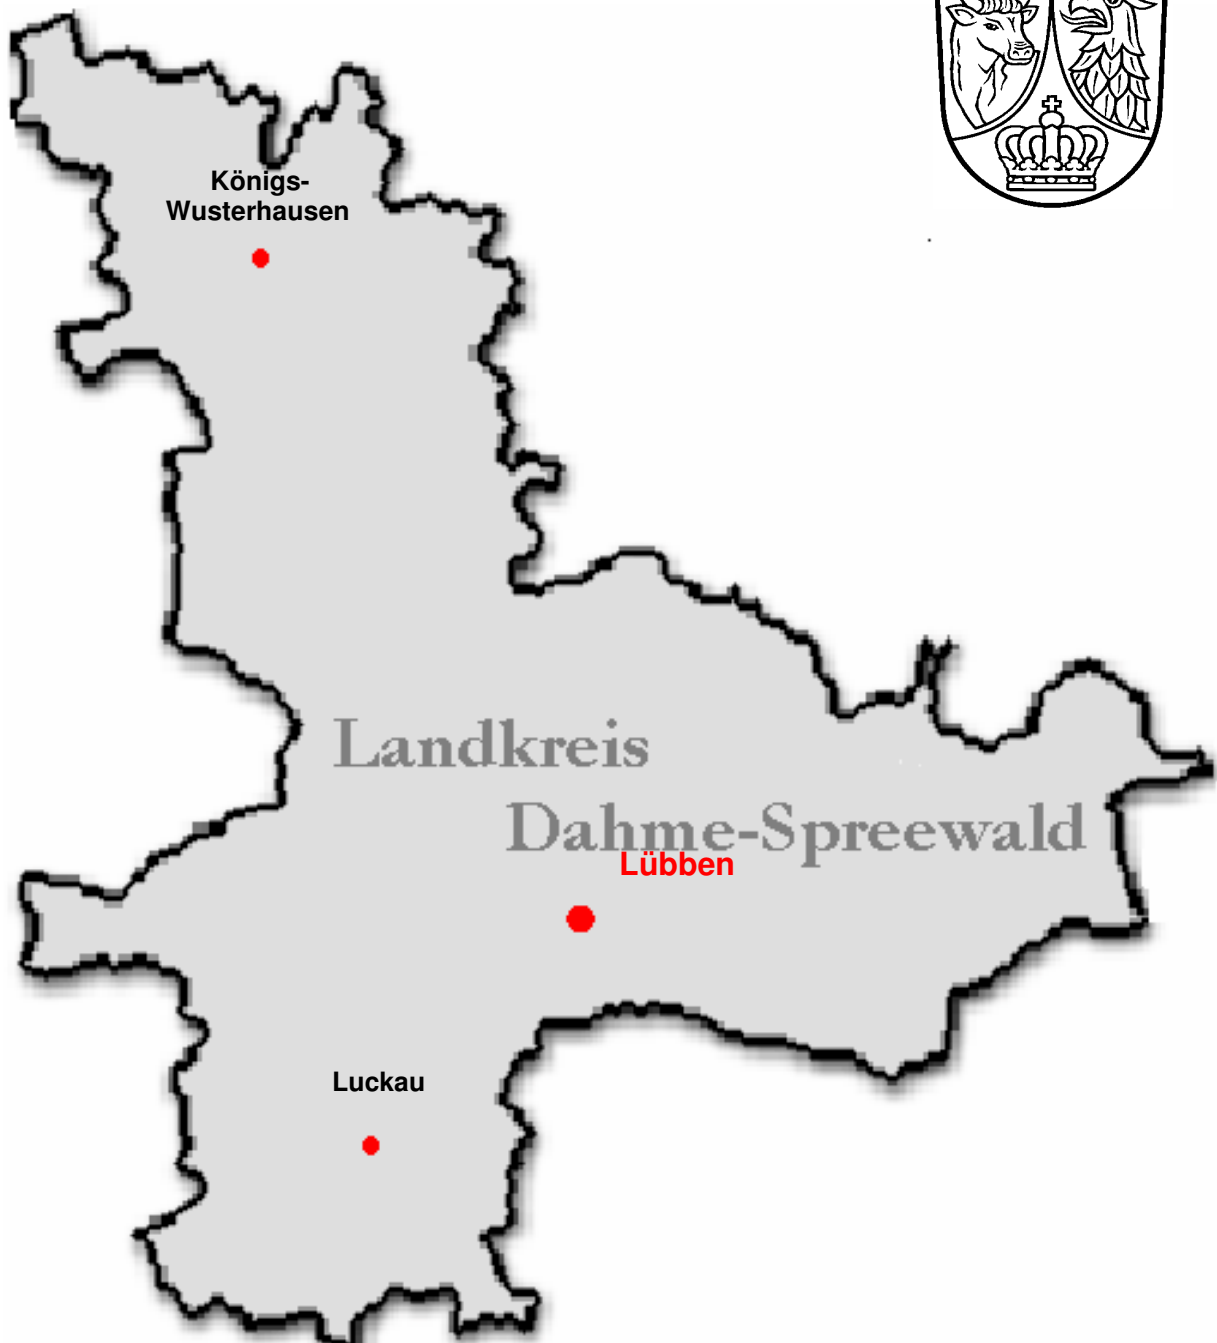 Königs-
Wusterhausen
Landkreis
Dahme-Spreewald
Lübben
Luckau